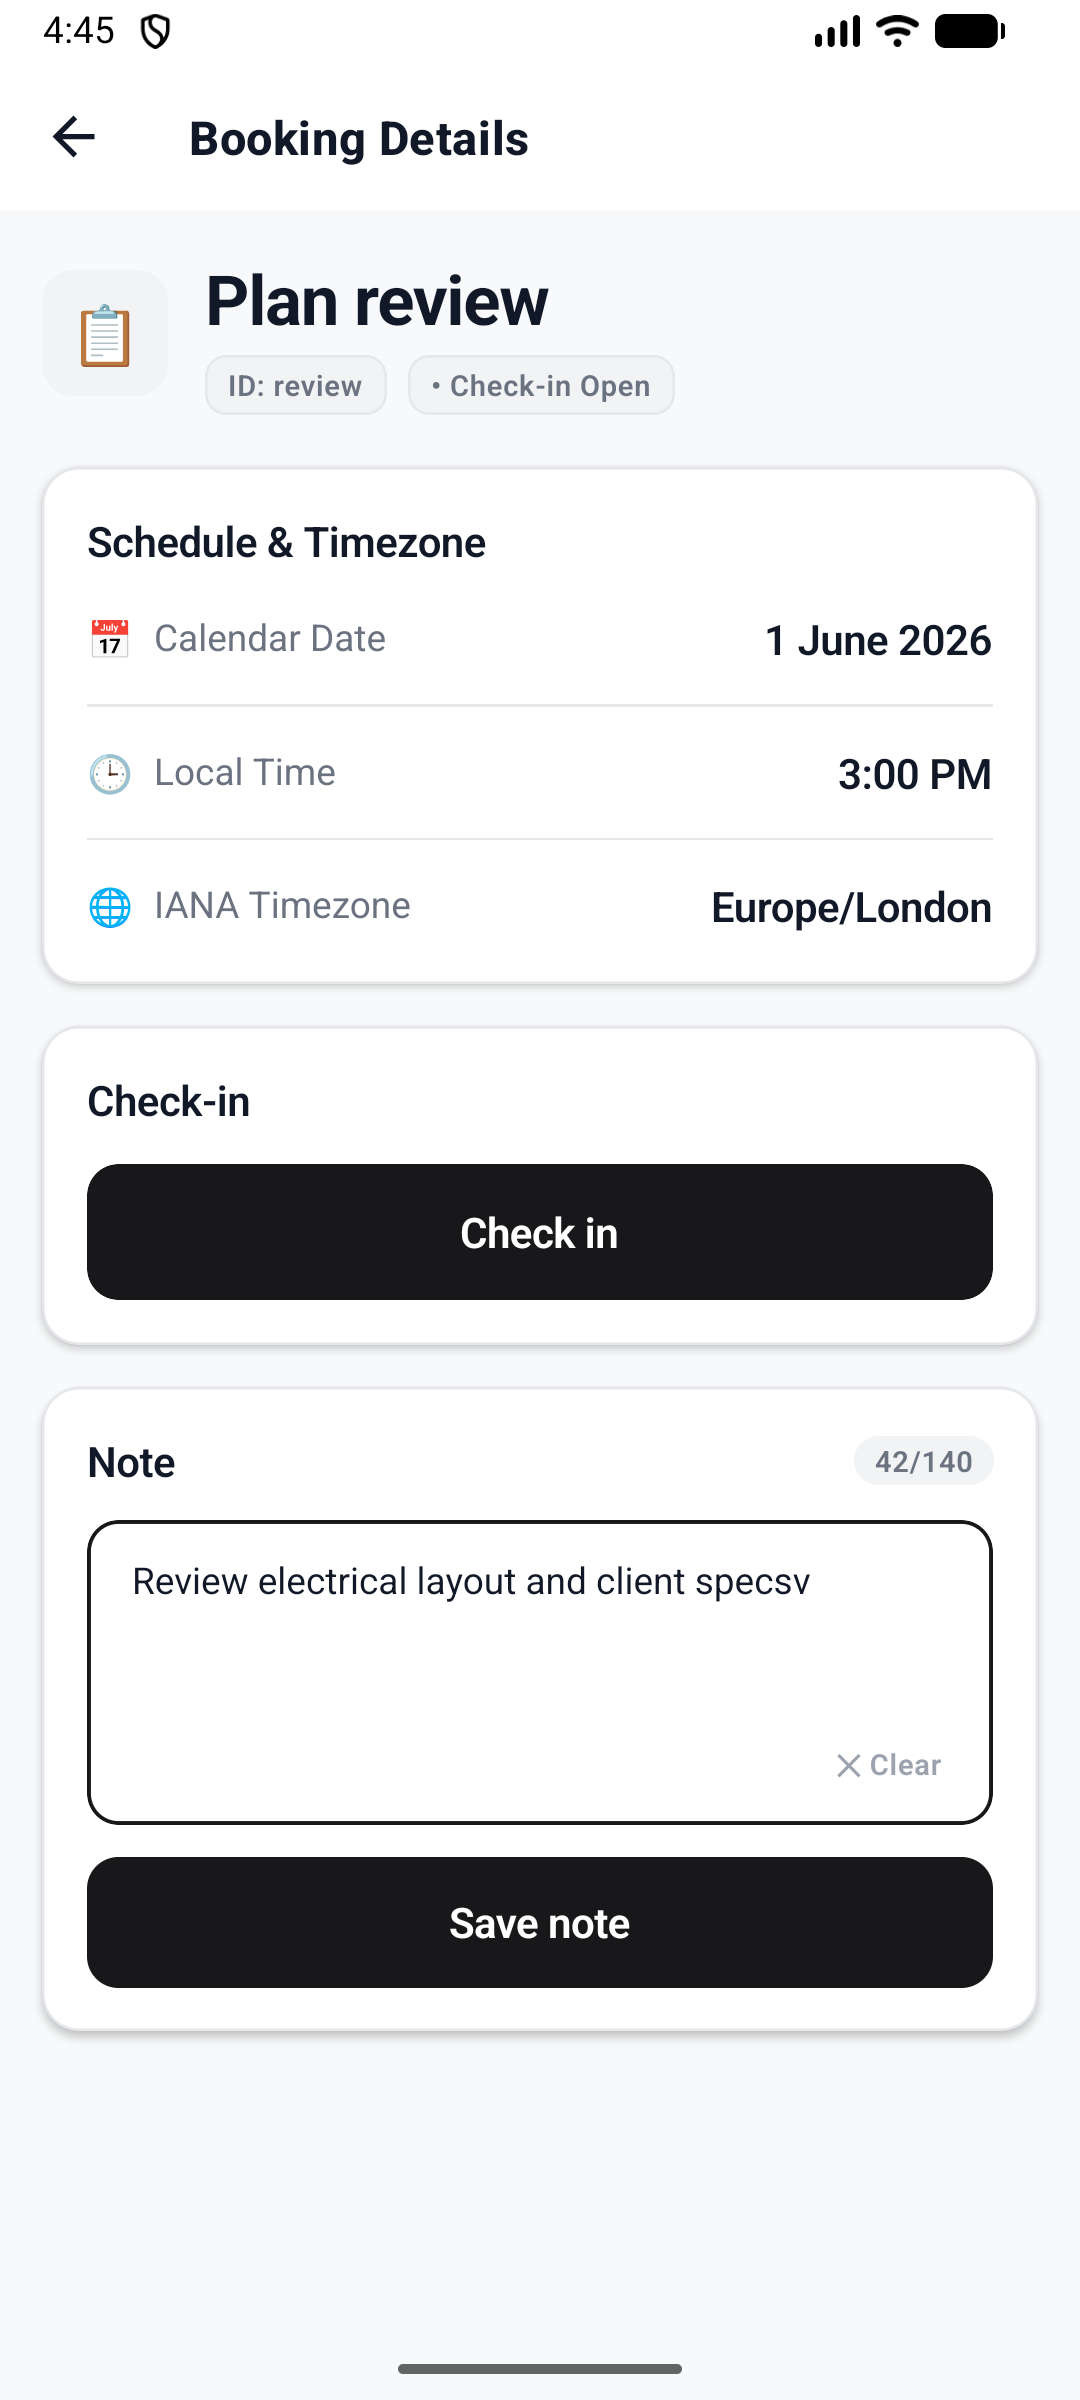 4:45
Booking Details
Plan review
ID: review
• Check-in Open
Schedule & Timezone
July
17
Calendar Date
1 June 2026
Local Time
3:00 PM
IANA Timezone
Europe/London
Check-in
Check in
Note
42/140
Review electrical layout and client specsv
Clear
Save note